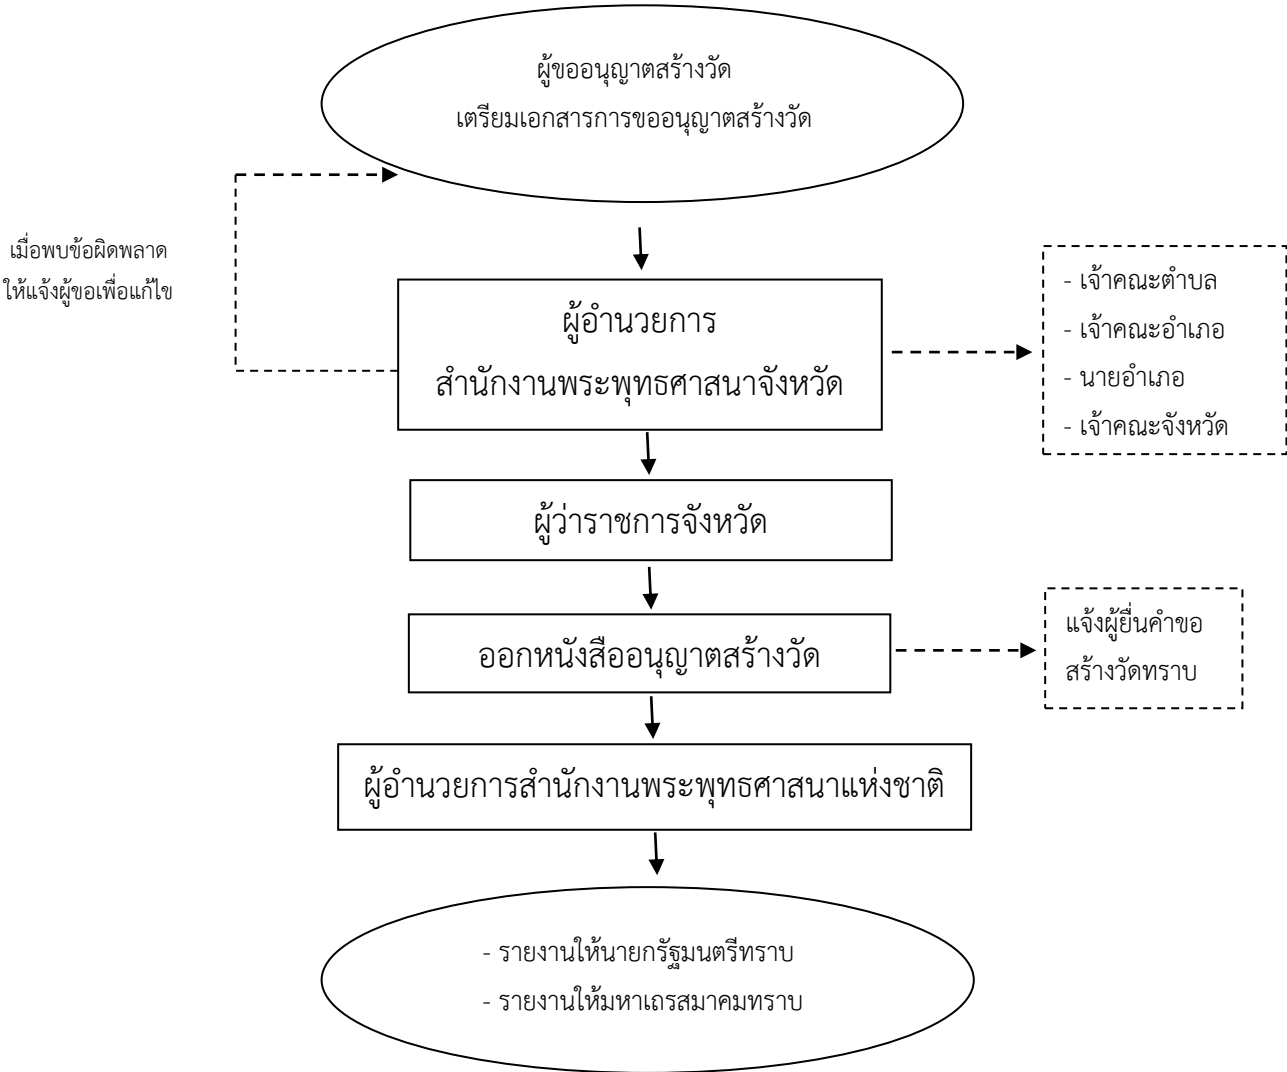 ผู้ขออนุญาตสร้างวัด
เตรียมเอกสารการขออนุญาตสร้างวัด
เมื่อพบข้อผิดพลาด
ให้แจ้งผู้ขอเพื่อแก้ไข
ผู้อำนวยการ
สำนักงานพระพุทธศาสนาจังหวัด
- เจ้าคณะตำบล
- เจ้าคณะอำเภอ
- นายอำเภอ
- เจ้าคณะจังหวัด
ผู้ว่าราชการจังหวัด
ออกหนังสืออนุญาตสร้างวัด
แจ้งผู้ยื่นคำขอ
สร้างวัดทราบ
ผู้อำนวยการสำนักงานพระพุทธศาสนาแห่งชาติ
- รายงานให้นายกรัฐมนตรีทราบ
- รายงานให้มหาเถรสมาคมทราบ